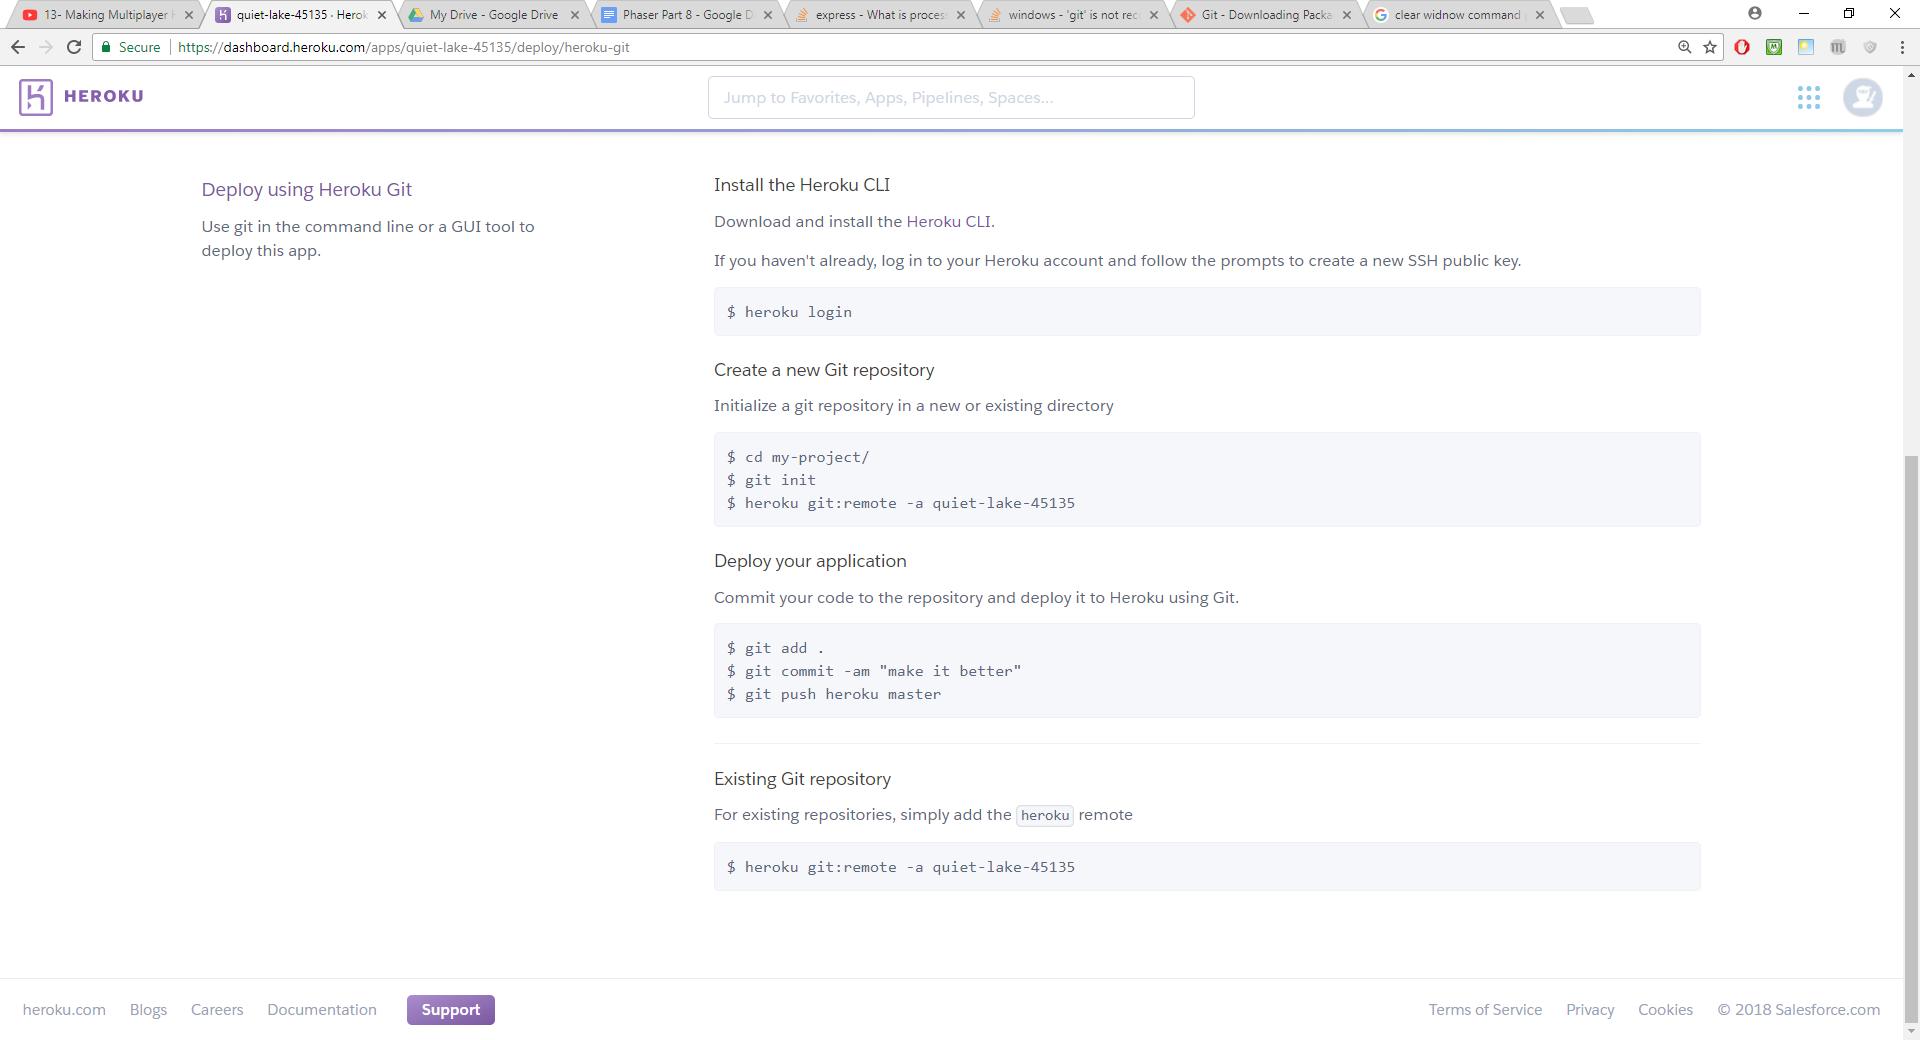 13- Making Multiplayer
quiet-lake-45135 · Herok
My Drive - Google Drive
Phaser Part 8 - Google D
express - What is proces
windows - 'git' is not rec
Git - Downloading Packa
clear widnow command
Secure
https://dashboard.heroku.com/apps/quiet-lake-45135/deploy/heroku-git
HEROKU
Jump to Favorites, Apps, Pipelines, Spaces...
Deploy using Heroku Git
Use git in the command line or a GUI tool to
deploy this app.
Install the Heroku CLI
Download and install the Heroku CLI.
If you haven't already, log in to your Heroku account and follow the prompts to create a new SSH public key.
$ heroku login
Create a new Git repository
Initialize a git repository in a new or existing directory
$ cd my-project/
$ git init
$ heroku git:remote -a quiet-lake-45135
Deploy your application
Commit your code to the repository and deploy it to Heroku using Git.
$ git add .
$ git commit -am "make it better"
$ git push heroku master
Existing Git repository
For existing repositories, simply add the heroku remote
$ heroku git:remote -a quiet-lake-45135
heroku.com Blogs Careers Documentation Support Terms of Service Privacy Cookies © 2018 Salesforce.com